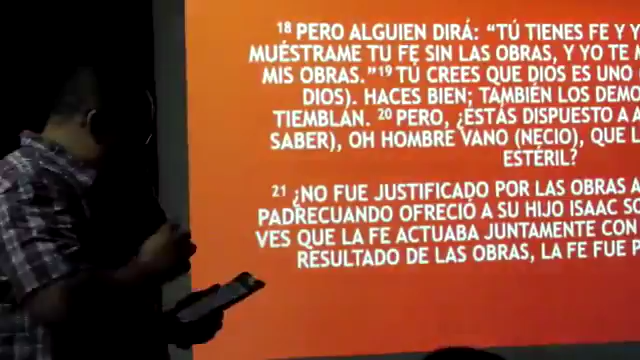 18 PERO ALGUIEN DIRÁ: “TÚ TIENES FE Y Y
MUÉSTRAME TU FE SIN LAS OBRAS, Y YO TE M
MIS OBRAS.”19 TÚ CREES QUE DIOS ES UNO
DIOS). HACES BIEN; TAMBIÉN LOS DEMO
TIEMBLAN. 20 PERO, ¿ESTÁS DISPUESTO A A
SABER), OH HOMBRE VANO (NECIO), QUE L
ESTÉRIL?
21 ¿NO FUE JUSTIFICADO POR LAS OBRAS A
PADRECUANDO OFRECIÓ A SU HIJO ISAAC SO
VES QUE LA FE ACTUABA JUNTAMENTE CON
RESULTADO DE LAS OBRAS, LA FE FUE P